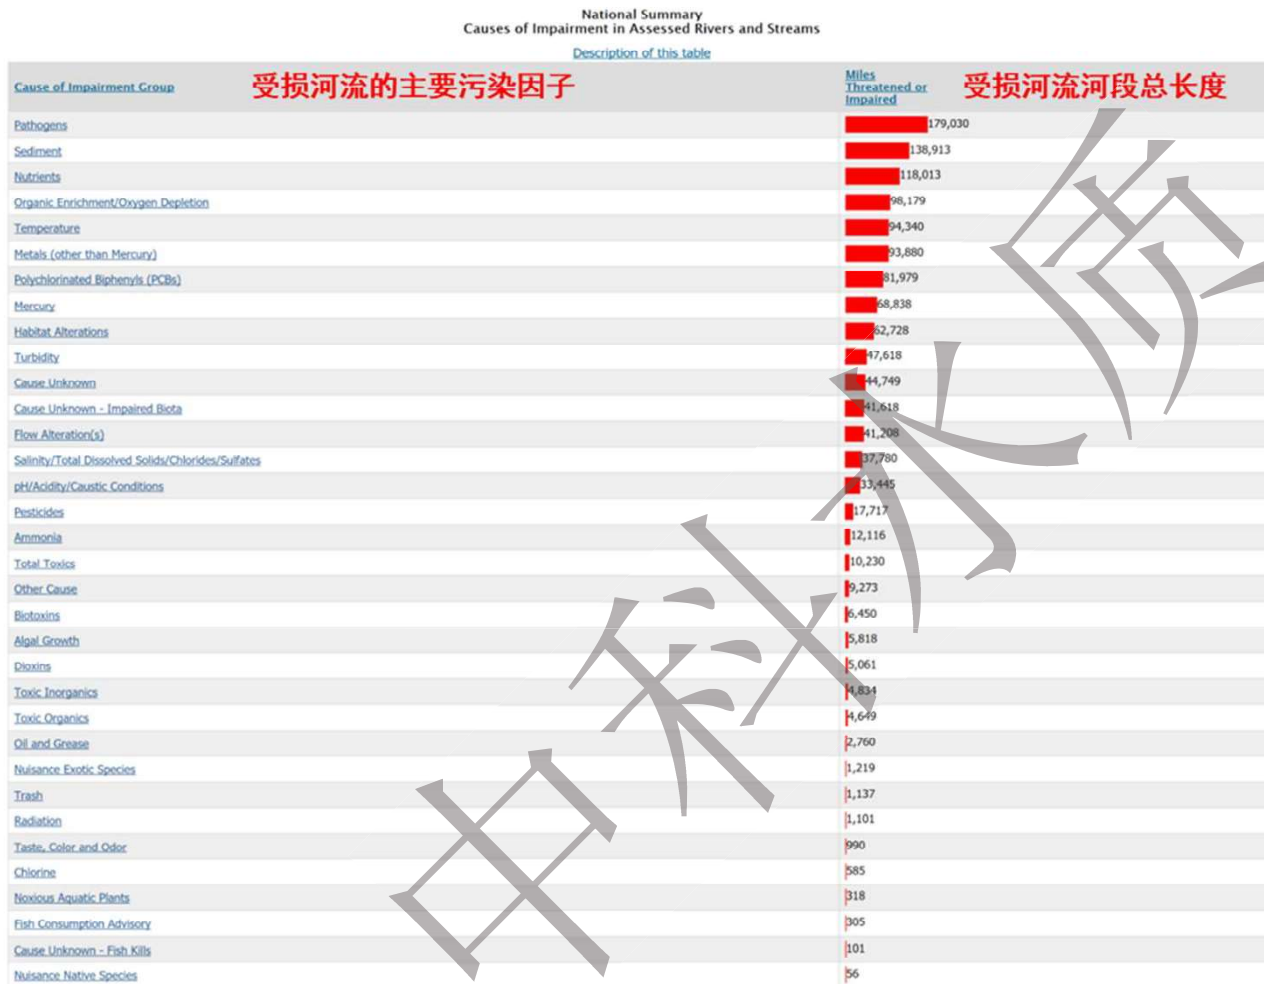 National Summary
Causes of Impairment in Assessed Rivers and Streams
Description of this table
Cause of Impairment Group 受损河流的主要污染因子 Miles Threatened or Impaired 受损河流河段总长度
Pathogens 179,030
Sediment 138,913
Nutrients 118,013
Organic Enrichment/Oxygen Depletion 98,179
Temperature 94,340
Metals (other than Mercury) 93,880
Polychlorinated Biphenyls (PCBs) 81,979
Mercury 68,838
Habitat Alterations 62,728
Turbidity 47,618
Cause Unknown 44,749
Cause Unknown - Impaired Biota 41,618
Flow Alteration(s) 41,208
Salinity/Total Dissolved Solids/Chlorides/Sulfates 37,780
pH/Acidity/Caustic Conditions 33,445
Pesticides 17,717
Ammonia 12,116
Total Toxics 10,230
Other Cause 9,273
Biotoxins 6,450
Algal Growth 5,818
Dioxins 5,061
Toxic Inorganics 4,834
Toxic Organics 4,649
Oil and Grease 2,760
Nuisance Exotic Species 1,219
Trash 1,137
Radiation 1,101
Taste, Color and Odor 990
Chlorine 585
Noxious Aquatic Plants 318
Fish Consumption Advisory 305
Cause Unknown - Fish Kills 101
Nuisance Native Species 56
中科水质